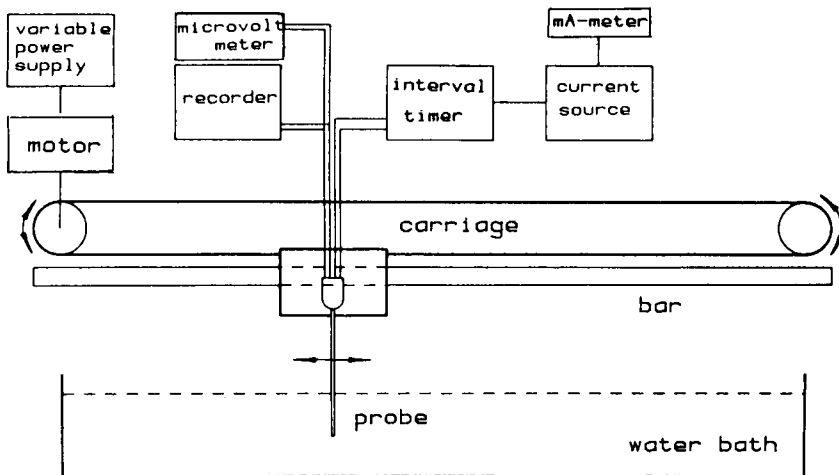 variable
power
supply
microvolt
meter
mA-meter
recorder
interval
timer
current
source
motor
carriage
bar
probe
water bath